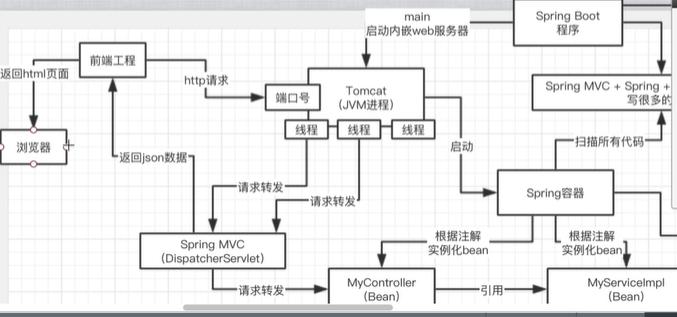 main
启动内嵌web服务器
Spring Boot
程序
前端工程
返回html页面
http请求
端口号
Tomcat
(JVM进程)
Spring MVC + Spring +
写很多的
线程
线程
线程
浏览器
返回json数据
启动
扫描所有代码
请求转发
请求转发
Spring容器
Spring MVC
(DispatcherServlet)
根据注解
实例化bean
根据注解
实例化bean
请求转发
MyController
(Bean)
引用
MyServiceImpl
(Bean)